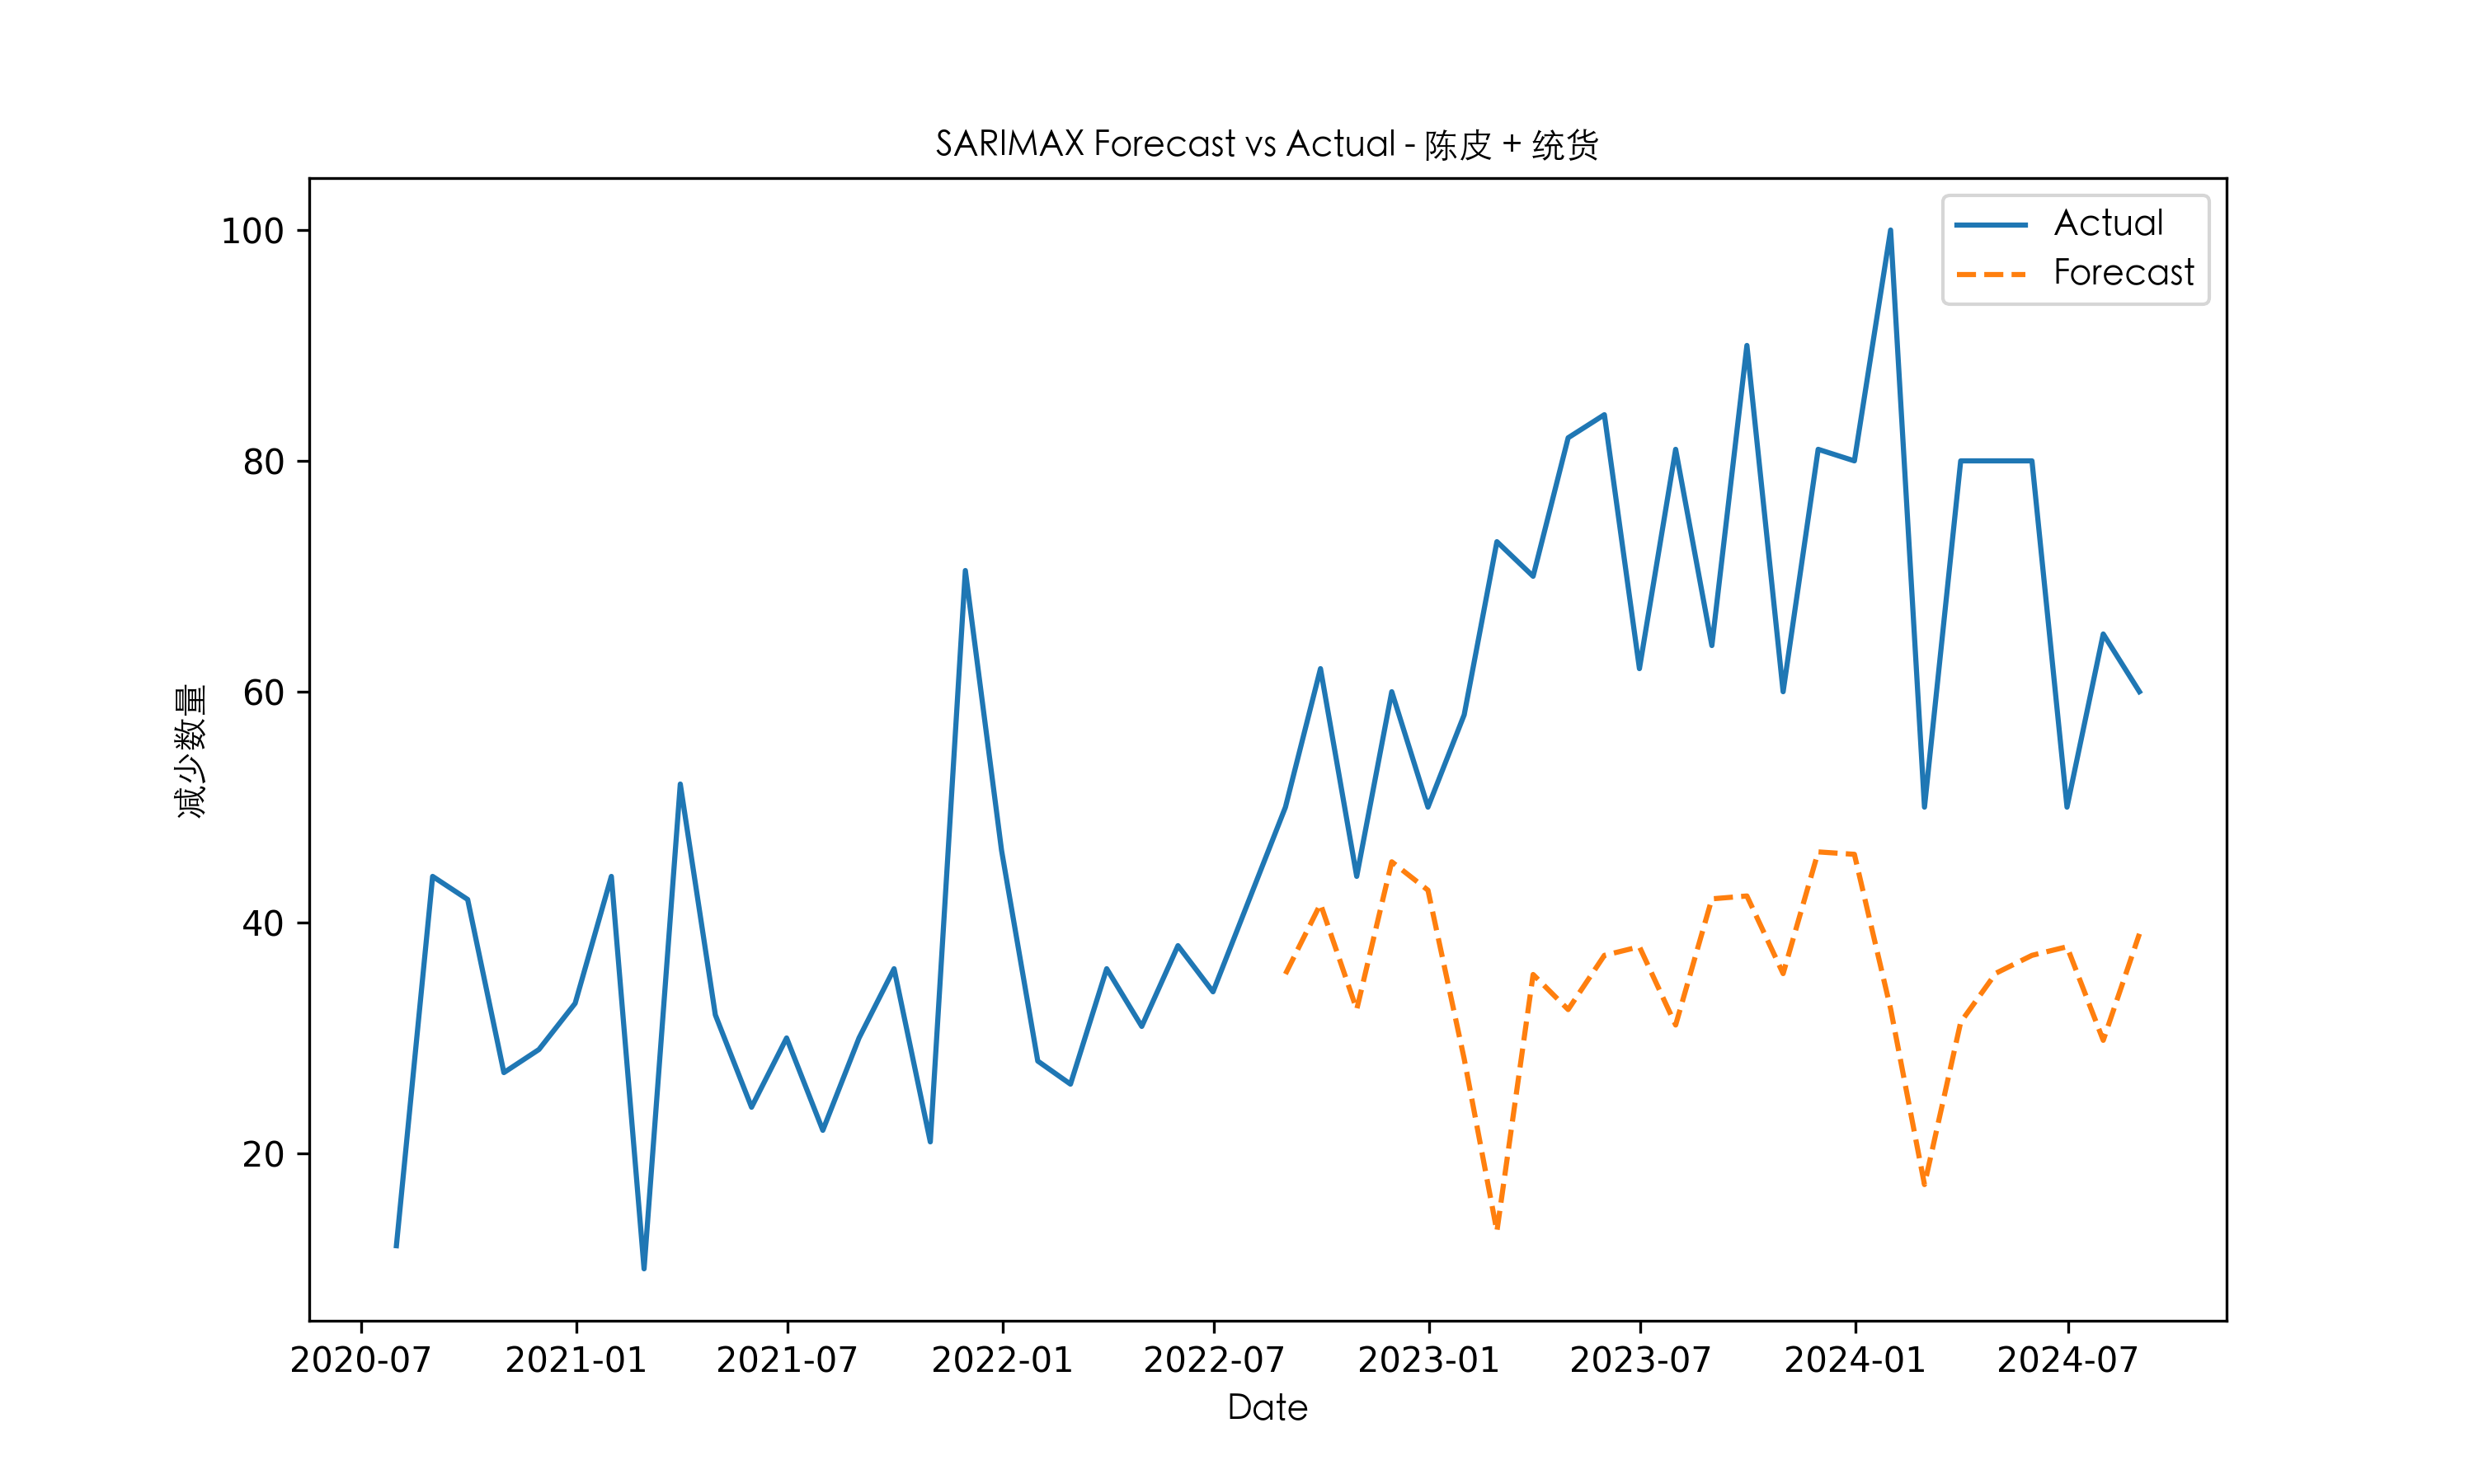 SARIMAX Forecast vs Actual - 陈皮 + 统货
Actual
Forecast
100
80
60
40
20
减少数量
2020-07 2021-01 2021-07 2022-01 2022-07 2023-01 2023-07 2024-01 2024-07
Date